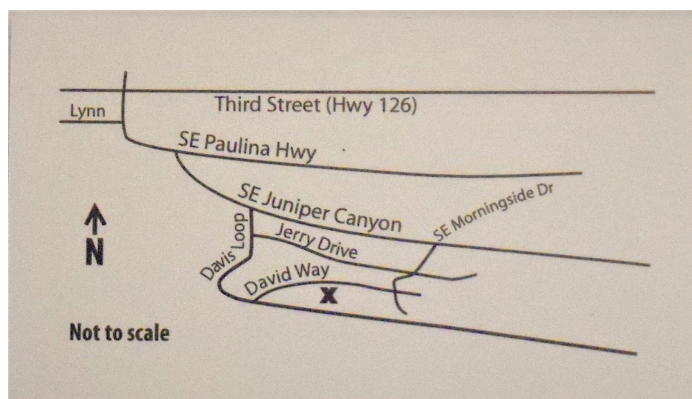 Lynn
Third Street (Hwy 126)
SE Paulina Hwy
SE Juniper Canyon
SE Morningside Dr
Davis Loop
Jerry Drive
N
David Way
X
Not to scale